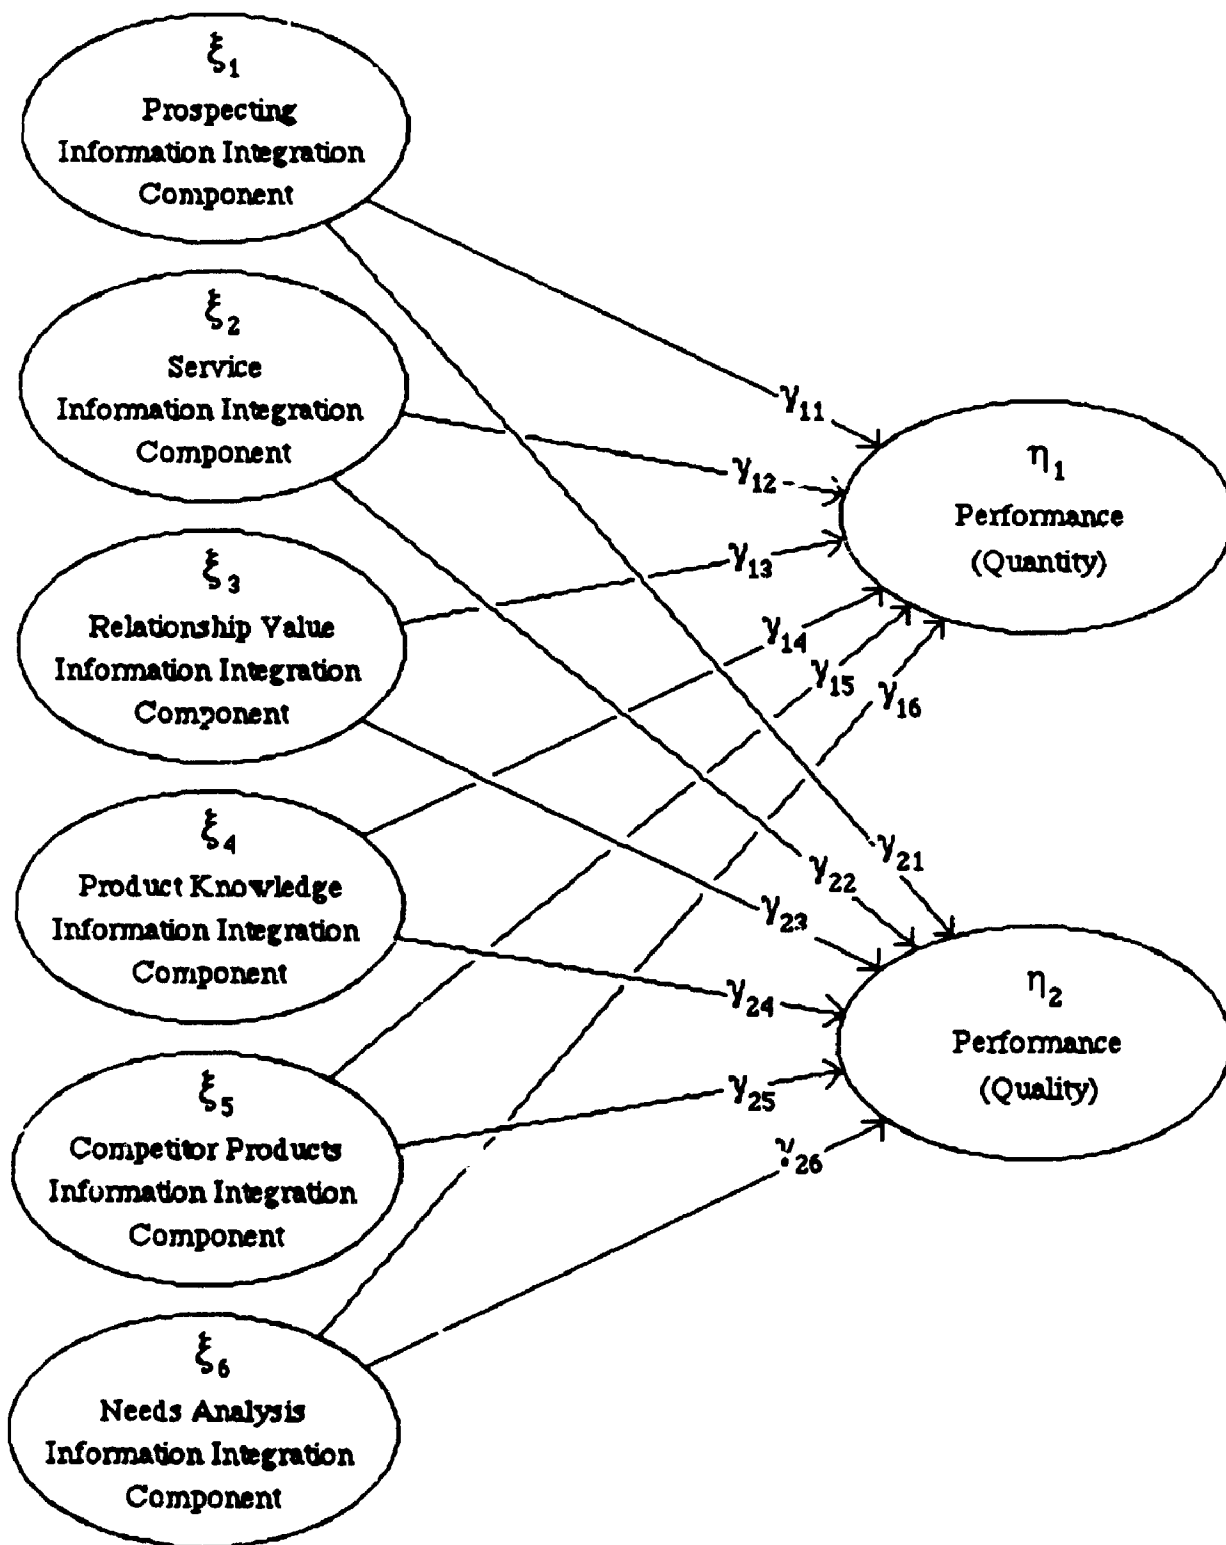 ξ1
Prospecting
Information Integration
Component
ξ2
Service
Information Integration
Component
ξ3
Relationship Value
Information Integration
Component
ξ4
Product Knowledge
Information Integration
Component
ξ5
Competitor Products
Information Integration
Component
ξ6
Needs Analysis
Information Integration
Component
γ11
γ12
γ13
γ14
γ15
γ16
γ21
γ22
γ23
γ24
γ25
γ26
η1
Performance
(Quantity)
η2
Performance
(Quality)